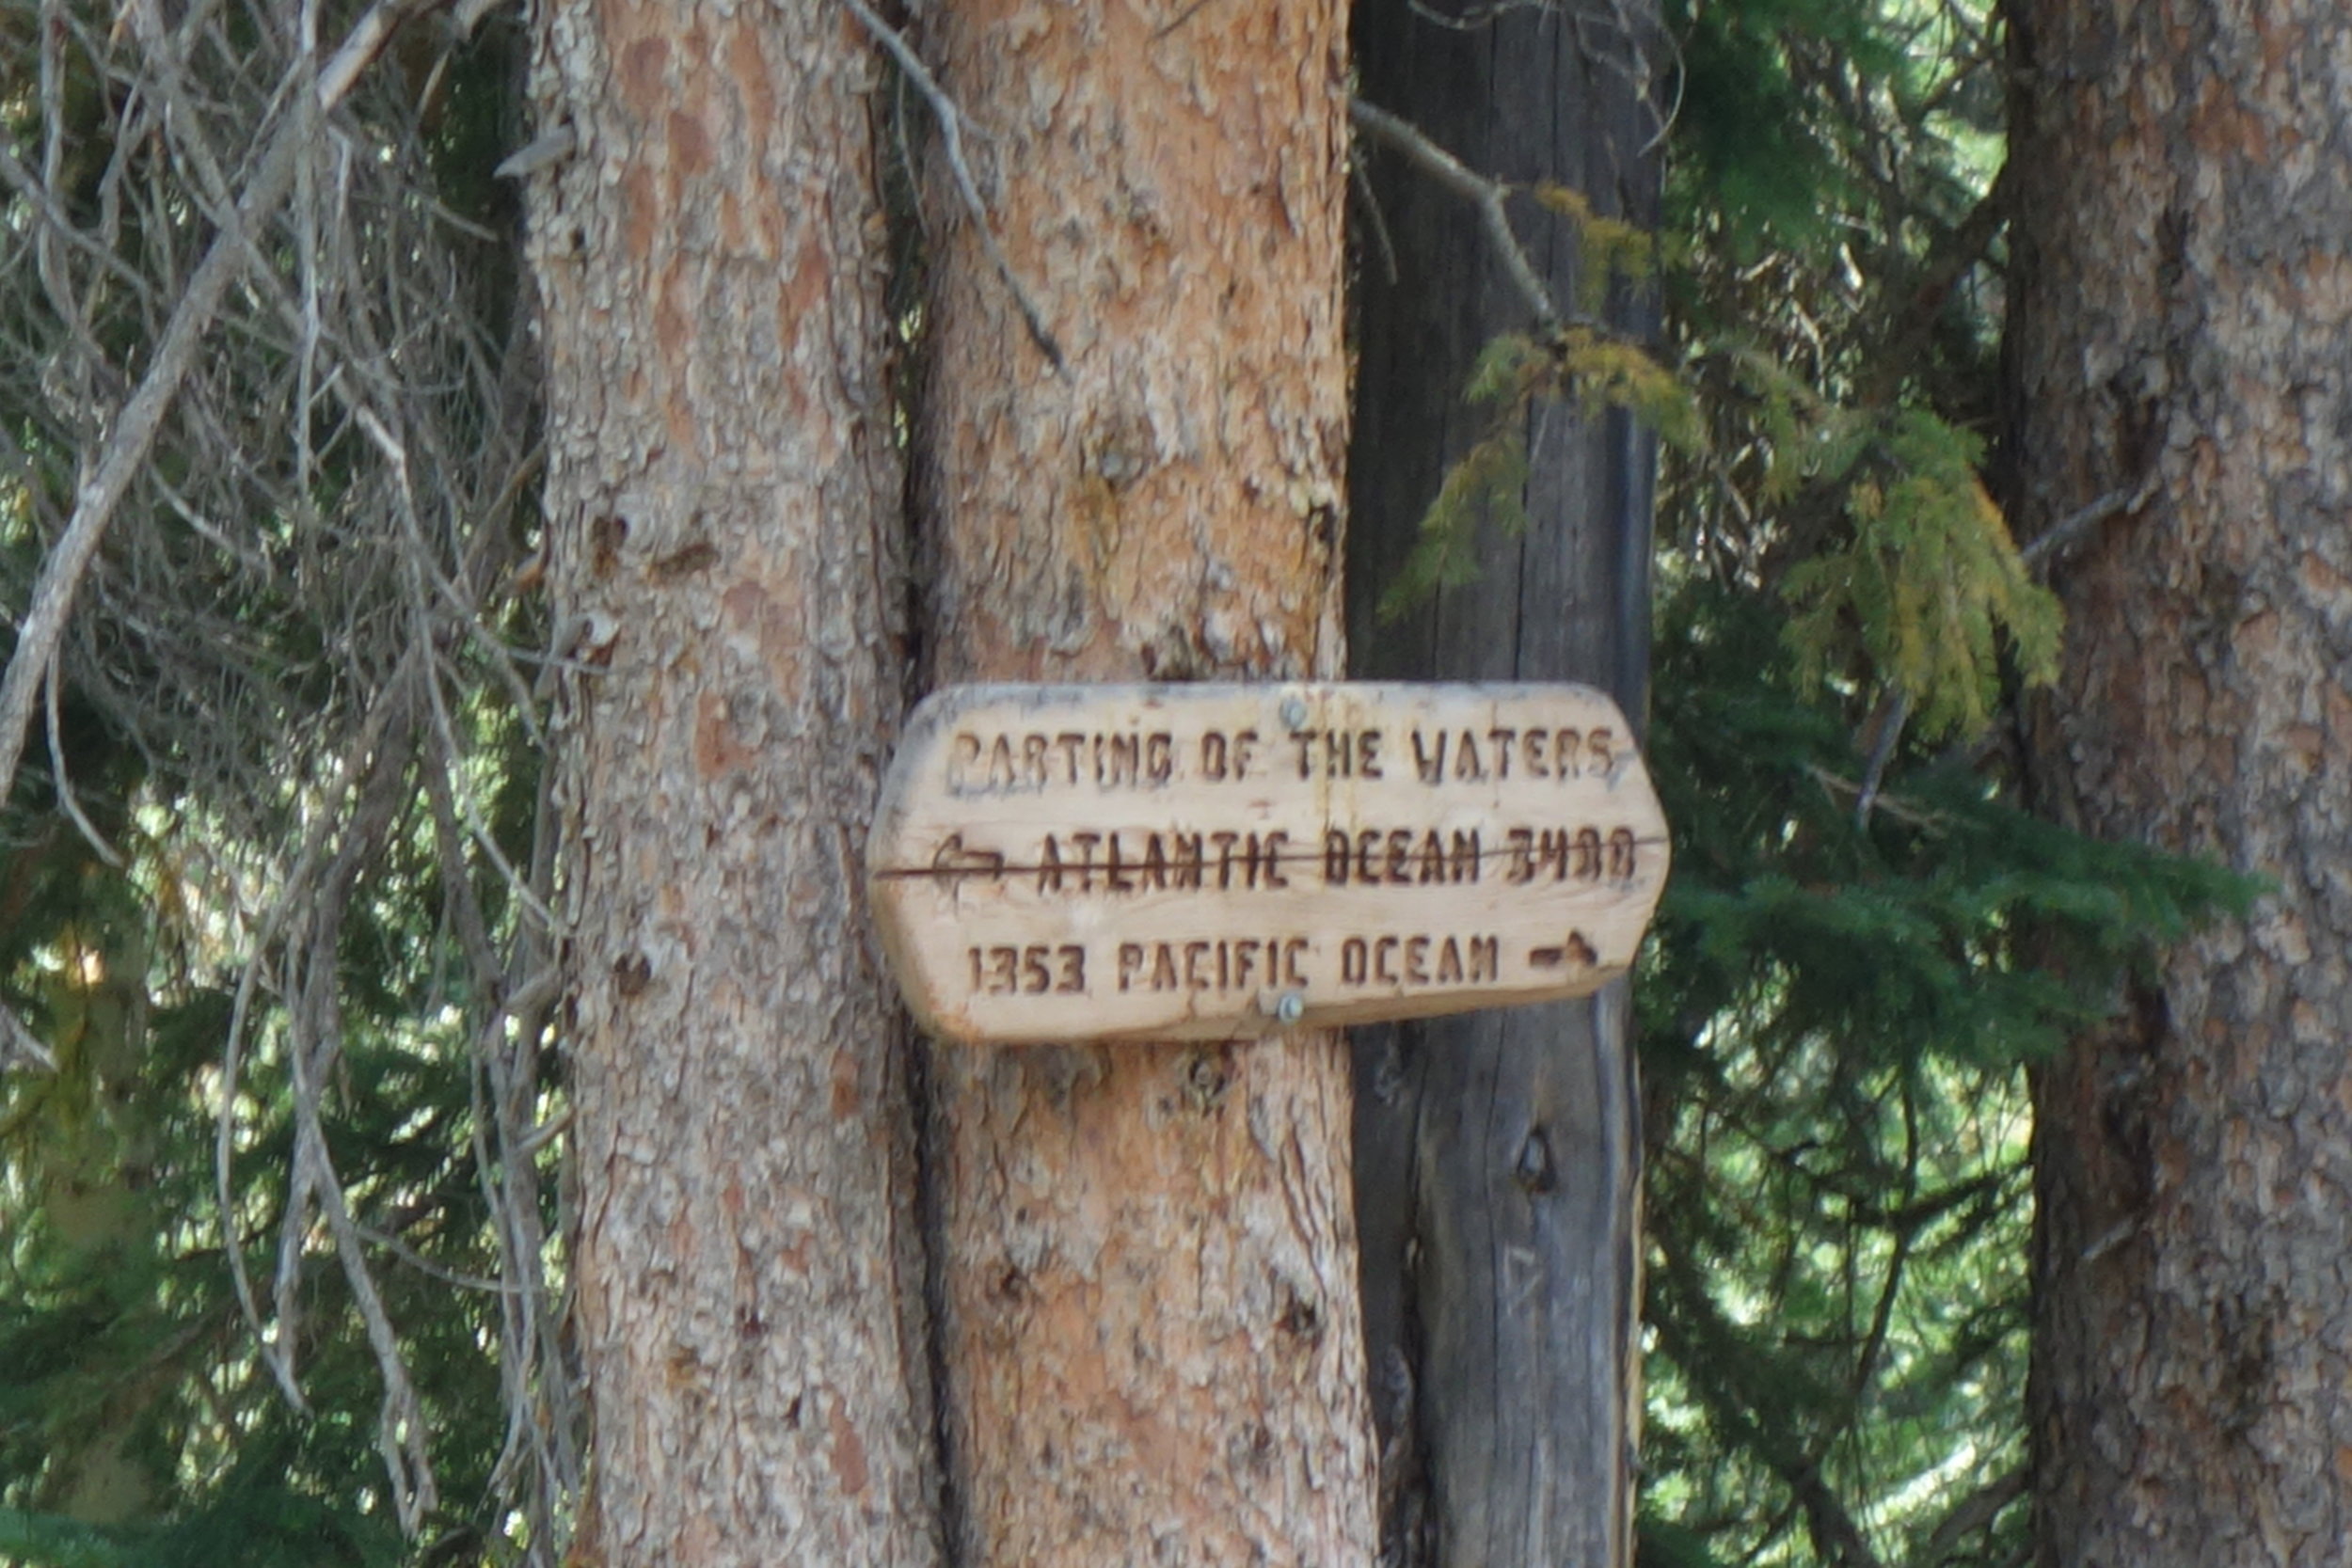 PARTING OF THE WATERS
← ATLANTIC OCEAN 3488
1353 PACIFIC OCEAN →